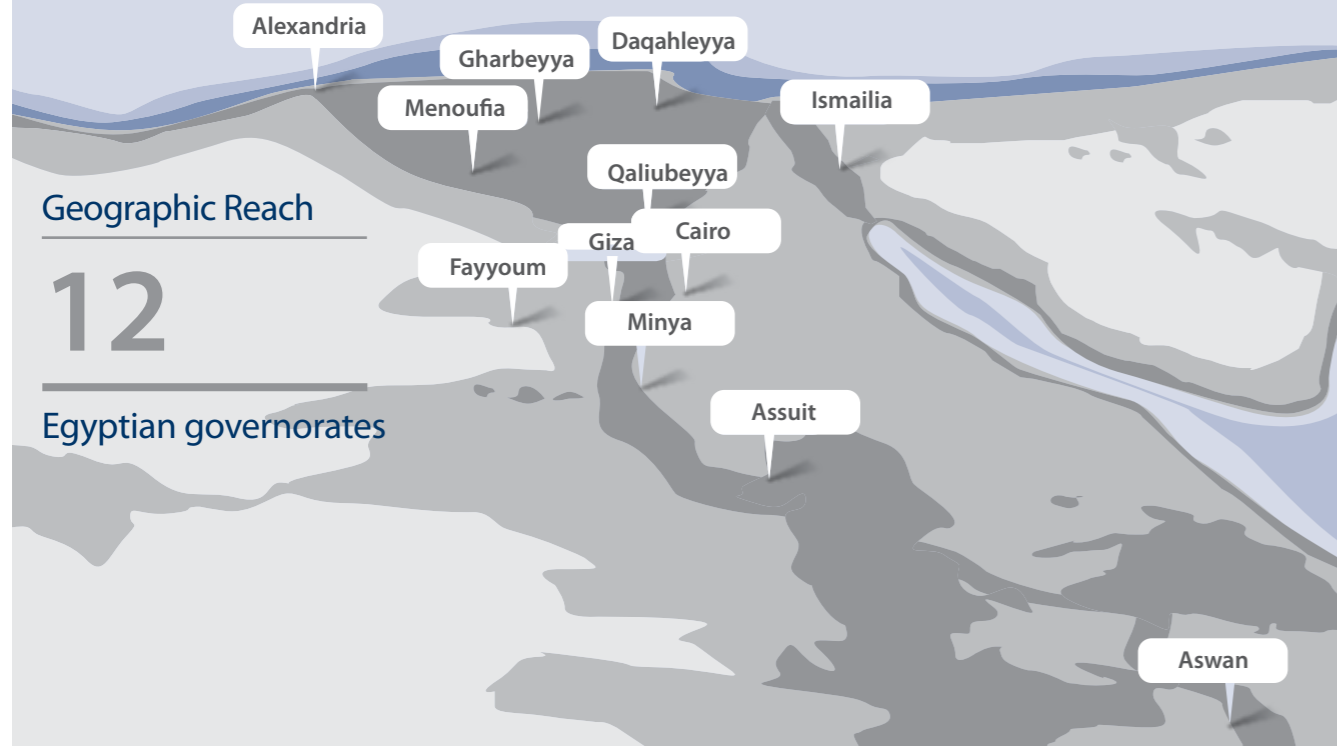 Alexandria
Gharbeyya
Daqahleyya
Menoufia
Ismailia
Qaliubeyya
Geographic Reach
Giza
Cairo
Fayyoum
12
Minya
Egyptian governorates
Assuit
Aswan